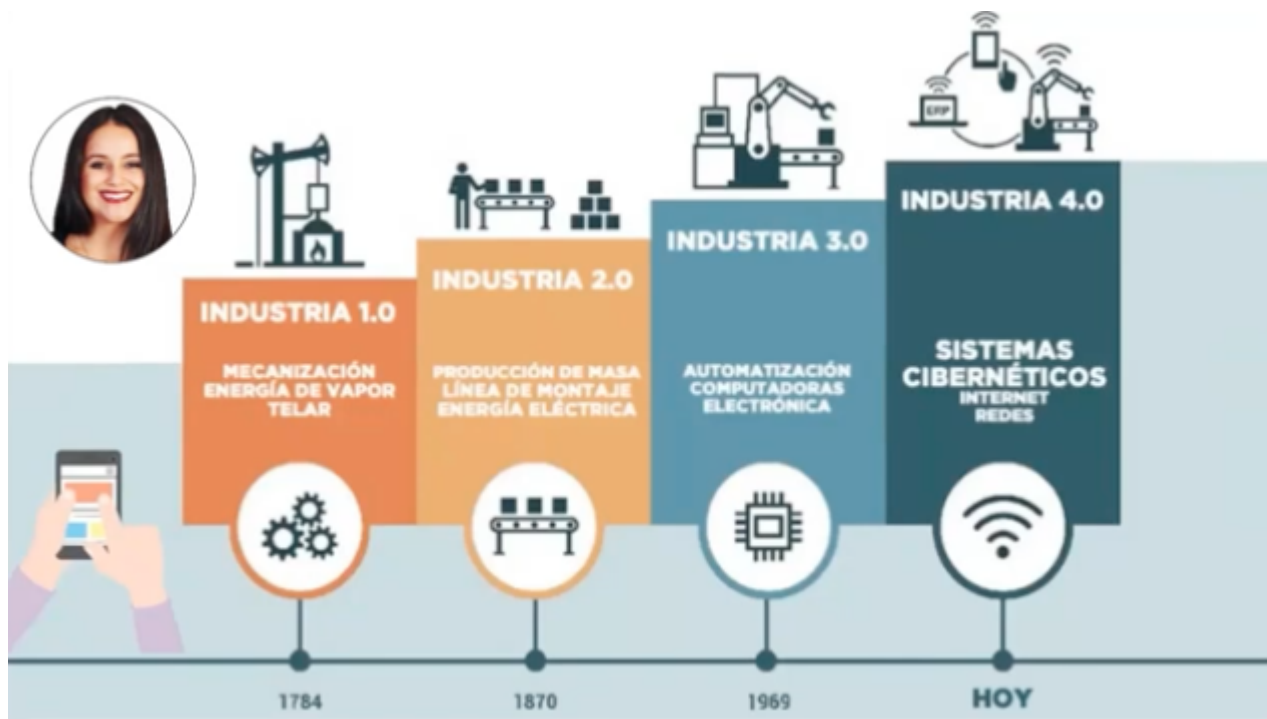 ERP
INDUSTRIA 1.0
MECANIZACIÓN
ENERGÍA DE VAPOR
TELAR
INDUSTRIA 2.0
PRODUCCIÓN DE MASA
LÍNEA DE MONTAJE
ENERGÍA ELÉCTRICA
INDUSTRIA 3.0
AUTOMATIZACIÓN
COMPUTADORAS
ELECTRÓNICA
INDUSTRIA 4.0
SISTEMAS
CIBERNÉTICOS
INTERNET
REDES
1784
1870
1969
HOY